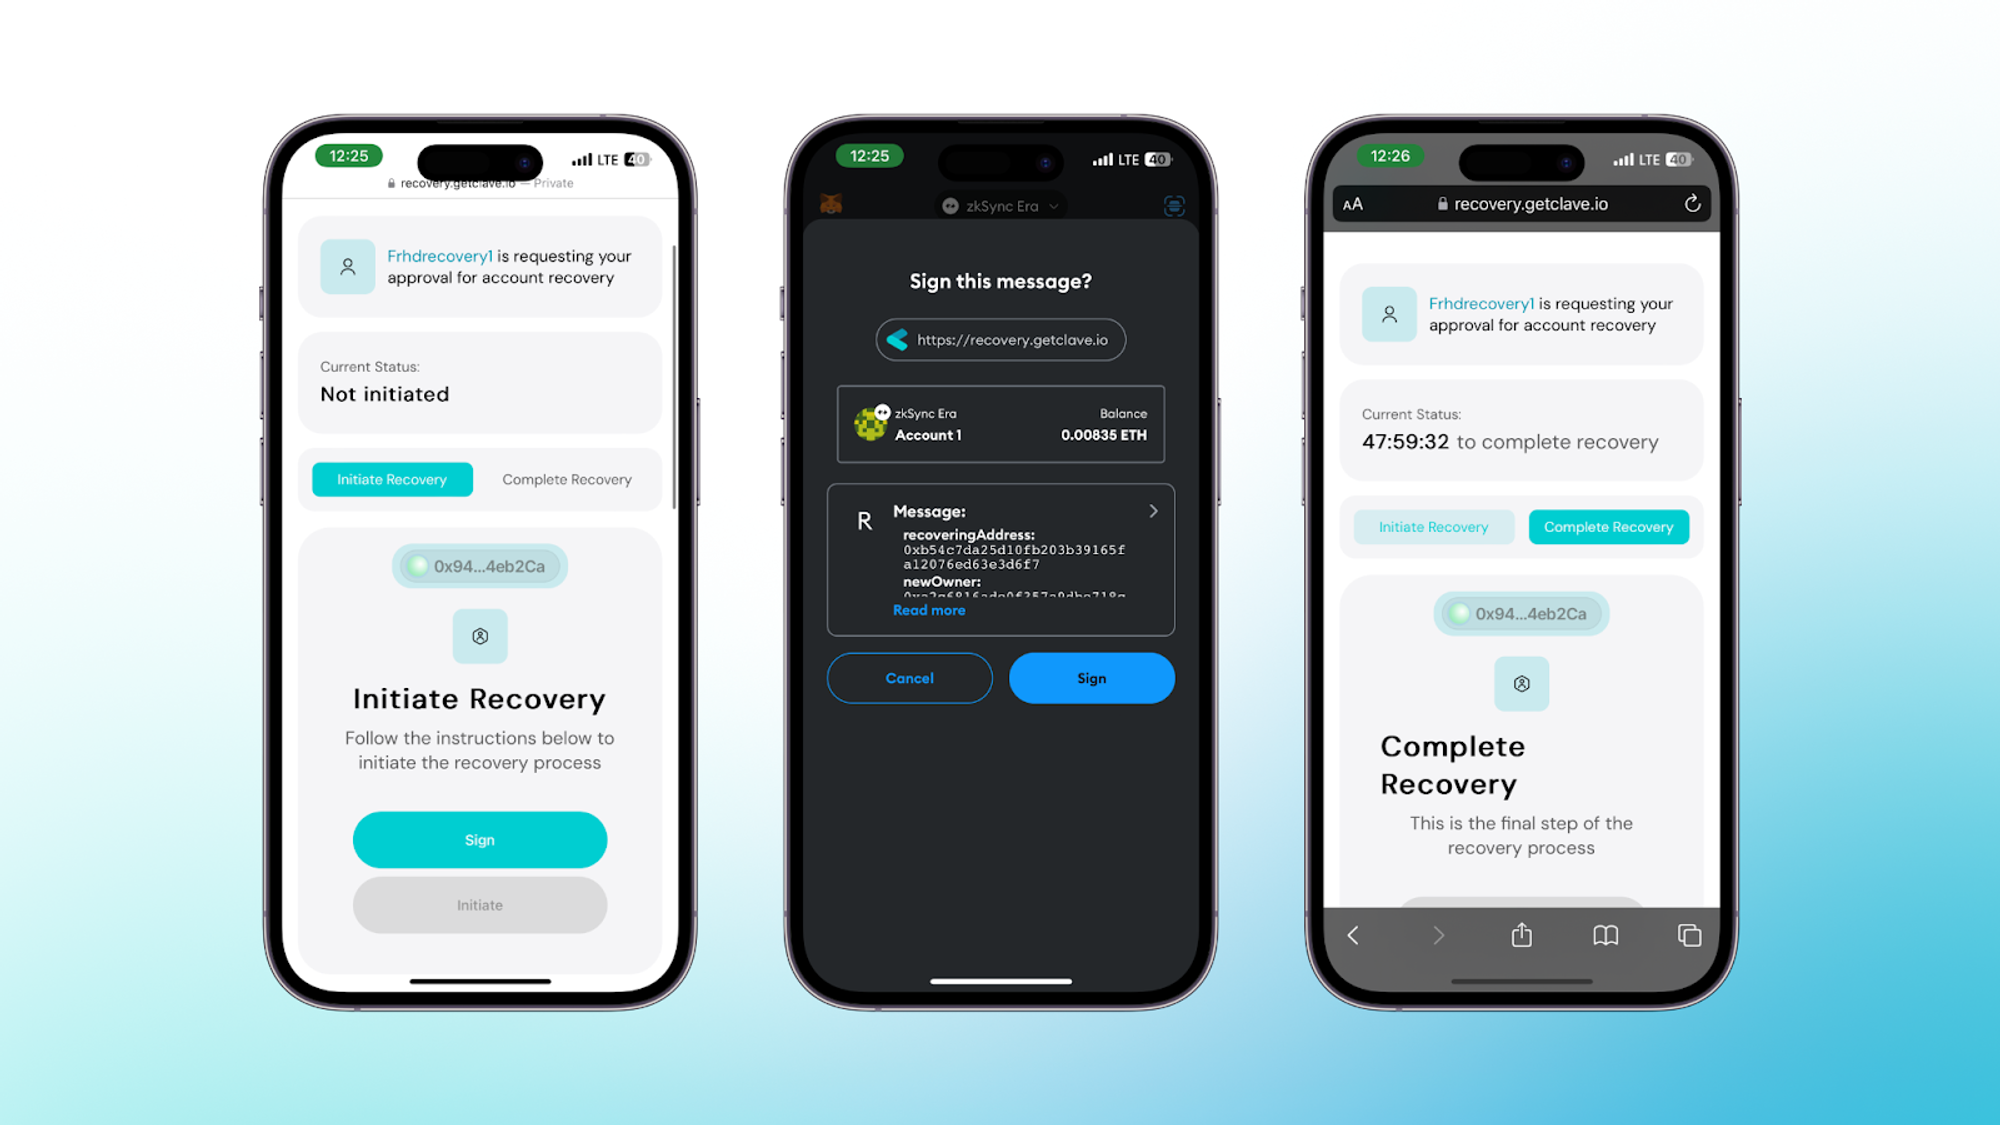 12:25
LTE 40
recovery.getclave.io — Private
Frhdrecovery1 is requesting your
approval for account recovery
Current Status:
Not initiated
Initiate Recovery
Complete Recovery
0x94...4eb2Ca
Initiate Recovery
Follow the instructions below to
initiate the recovery process
Sign
Initiate
12:25
LTE 40
zkSync Era
Sign this message?
https://recovery.getclave.io
zkSync Era
Account 1
Balance
0.00835 ETH
R
Message:
recoveringAddress:
0xb54c7da25d10fb203b39165f
a12076ed63e3d6f7
newOwner:
Read more
Cancel
Sign
12:26
LTE 40
AA
recovery.getclave.io
Frhdrecovery1 is requesting your
approval for account recovery
Current Status:
47:59:32 to complete recovery
Initiate Recovery
Complete Recovery
0x94...4eb2Ca
Complete
Recovery
This is the final step of the
recovery process